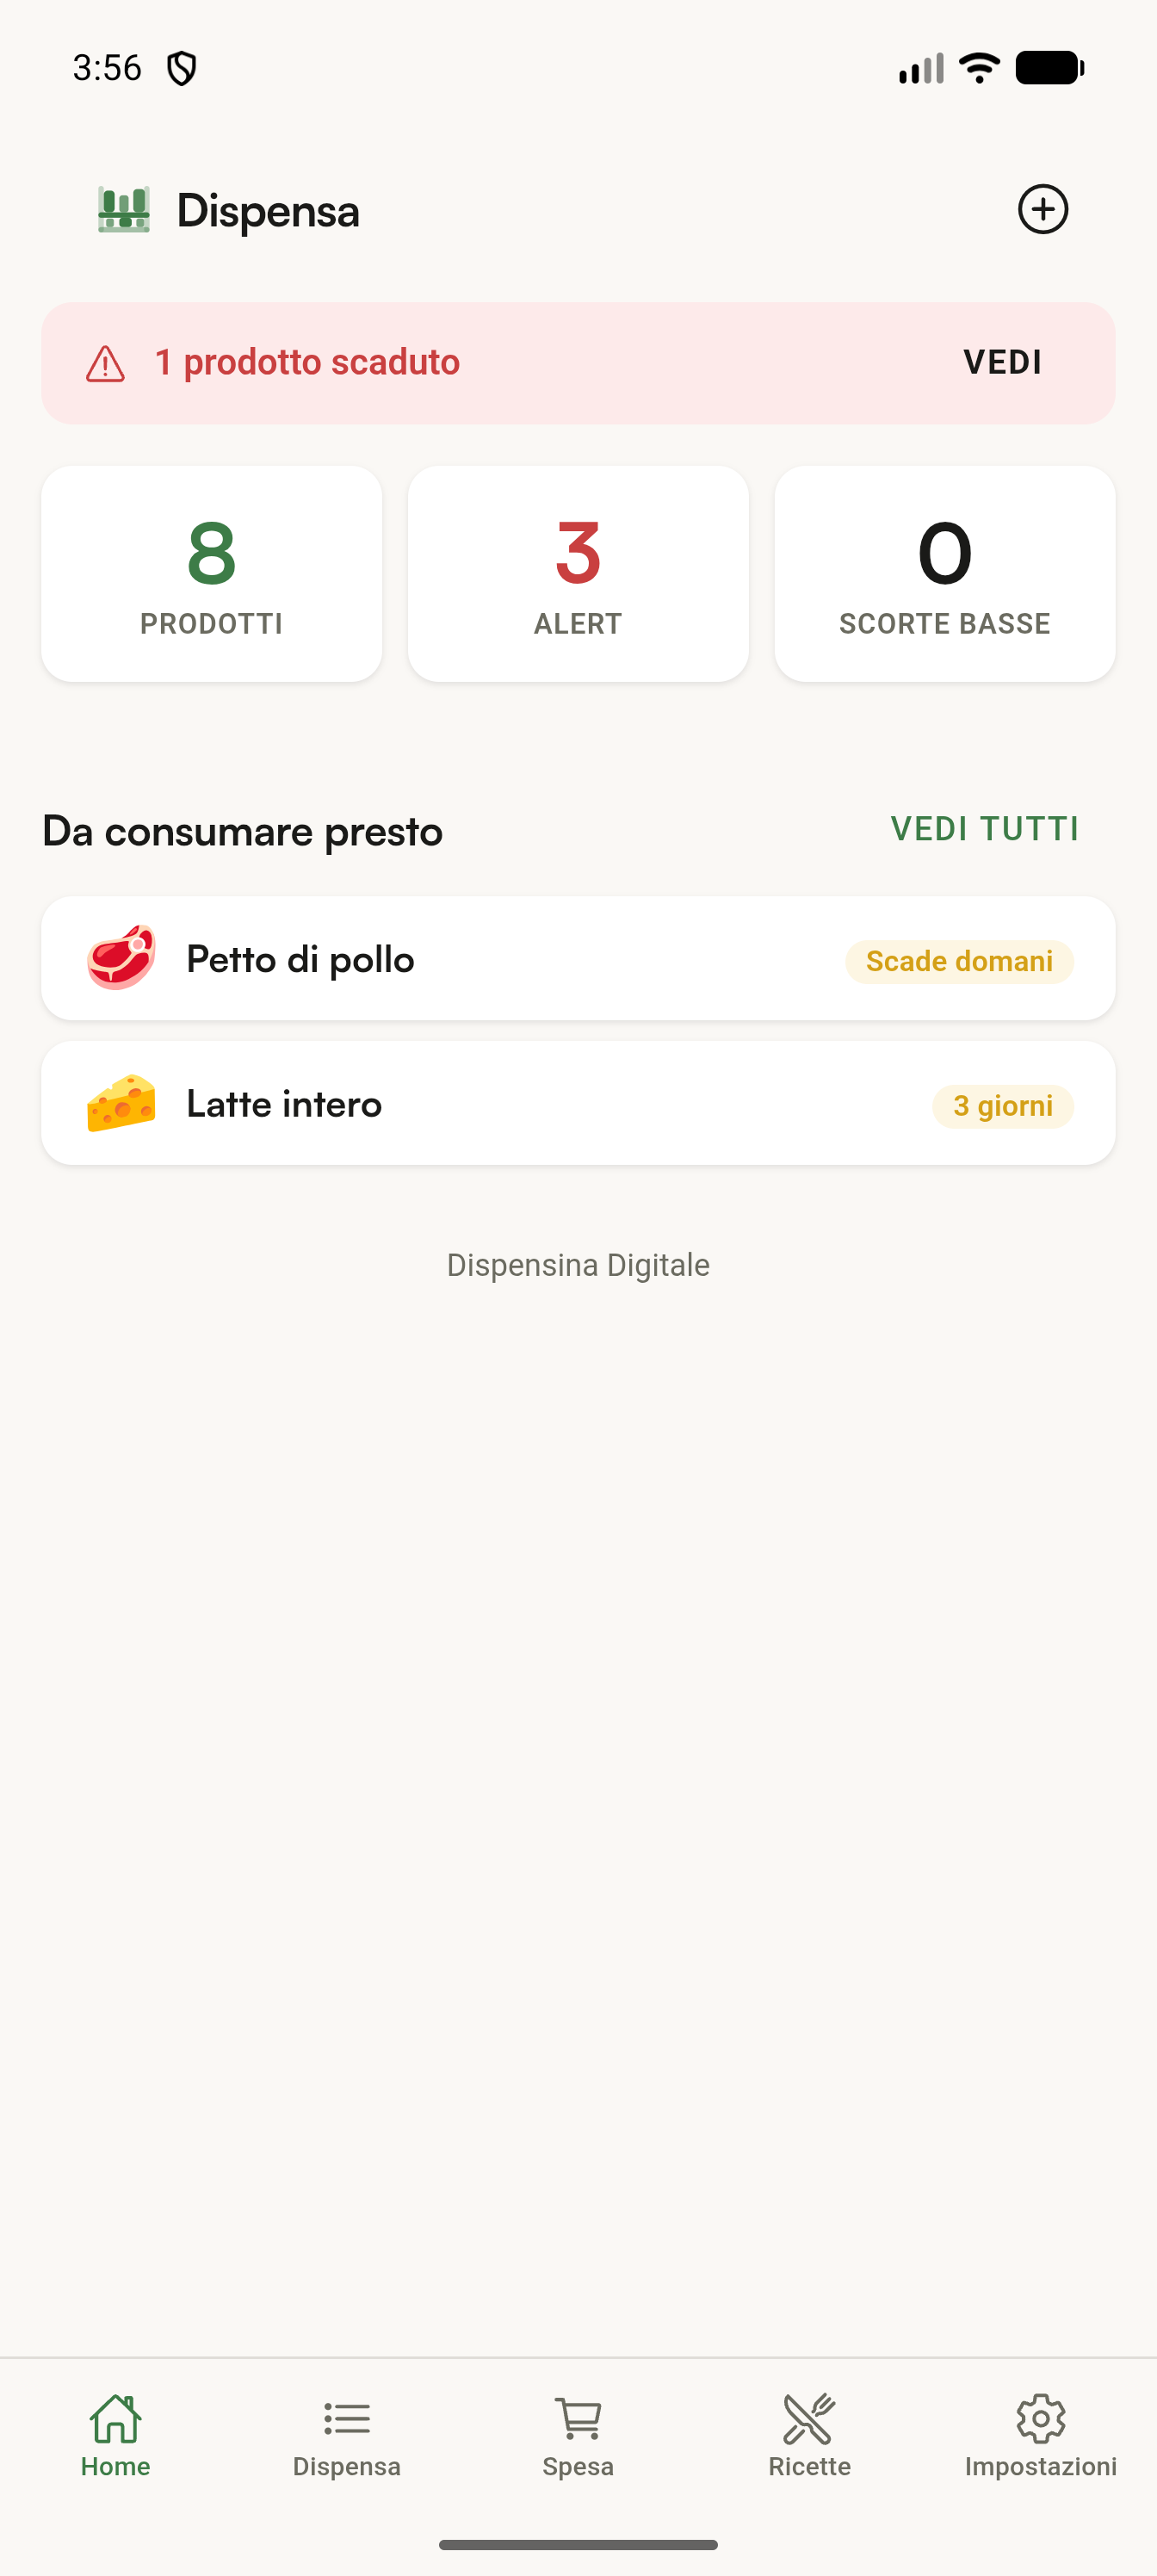 3:56
Dispensa
1 prodotto scaduto VEDI
8 3 0
PRODOTTI ALERT SCORTE BASSE
Da consumare presto VEDI TUTTI
Petto di pollo Scade domani
Latte intero 3 giorni
Dispensina Digitale
Home Dispensa Spesa Ricette Impostazioni